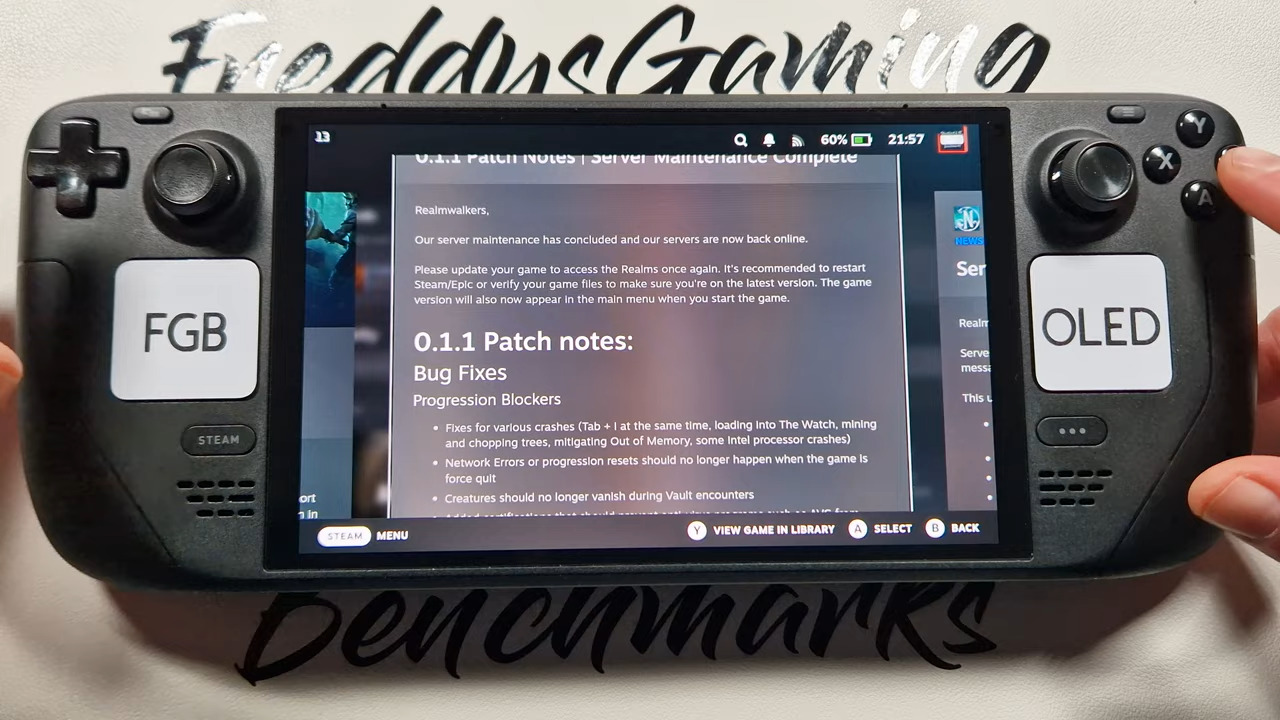 FreddysGaming
13
60%
21:57
0.1.1 Patch Notes | Server Maintenance Complete
Realmwalkers,
Our server maintenance has concluded and our servers are now back online.
Please update your game to access the Realms once again. It's recommended to restart
Steam/Epic or verify your game files to make sure you're on the latest version. The game
version will also now appear in the main menu when you start the game.
0.1.1 Patch notes:
Bug Fixes
Progression Blockers
• Fixes for various crashes (Tab + I at the same time, loading into The Watch, mining
and chopping trees, mitigating Out of Memory, some Intel processor crashes)
• Network Errors or progression resets should no longer happen when the game is
force quit
• Creatures should no longer vanish during Vault encounters
N
NEWS
Ser
Realm
Serve
messa
This u
ort
n in
STEAM MENU
Y VIEW GAME IN LIBRARY A SELECT B BACK
FGB
OLED
Y
X
A
STEAM
Benchmarks